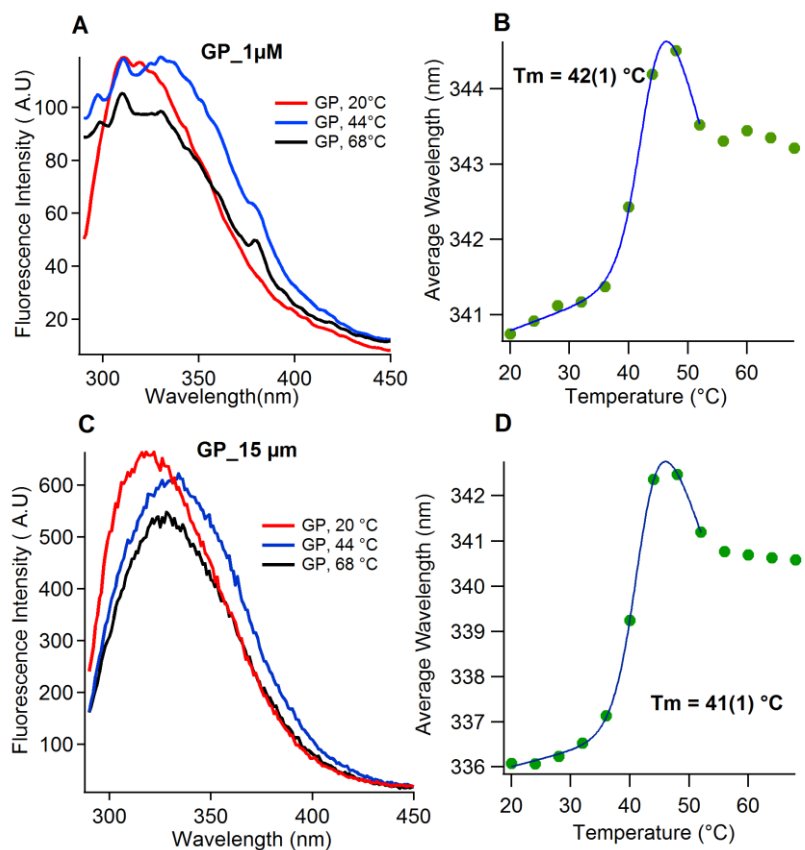 A
GP_1µM
GP, 20°C
GP, 44°C
GP, 68°C
Fluorescence Intensity ( A.U)
100
80
60
40
20
300
350
400
450
Wavelength(nm)
B
Tm = 42(1) °C
Average Wavelength (nm)
344
343
342
341
20
30
40
50
60
Temperature (°C)
C
GP_15 µm
GP, 20 °C
GP, 44 °C
GP, 68 °C
Fluorescence Intensity ( A.U)
600
500
400
300
200
100
300
350
400
450
Wavelength (nm)
D
Tm = 41(1) °C
Average Wavelength (nm)
342
341
340
339
338
337
336
20
30
40
50
60
Temperature (°C)